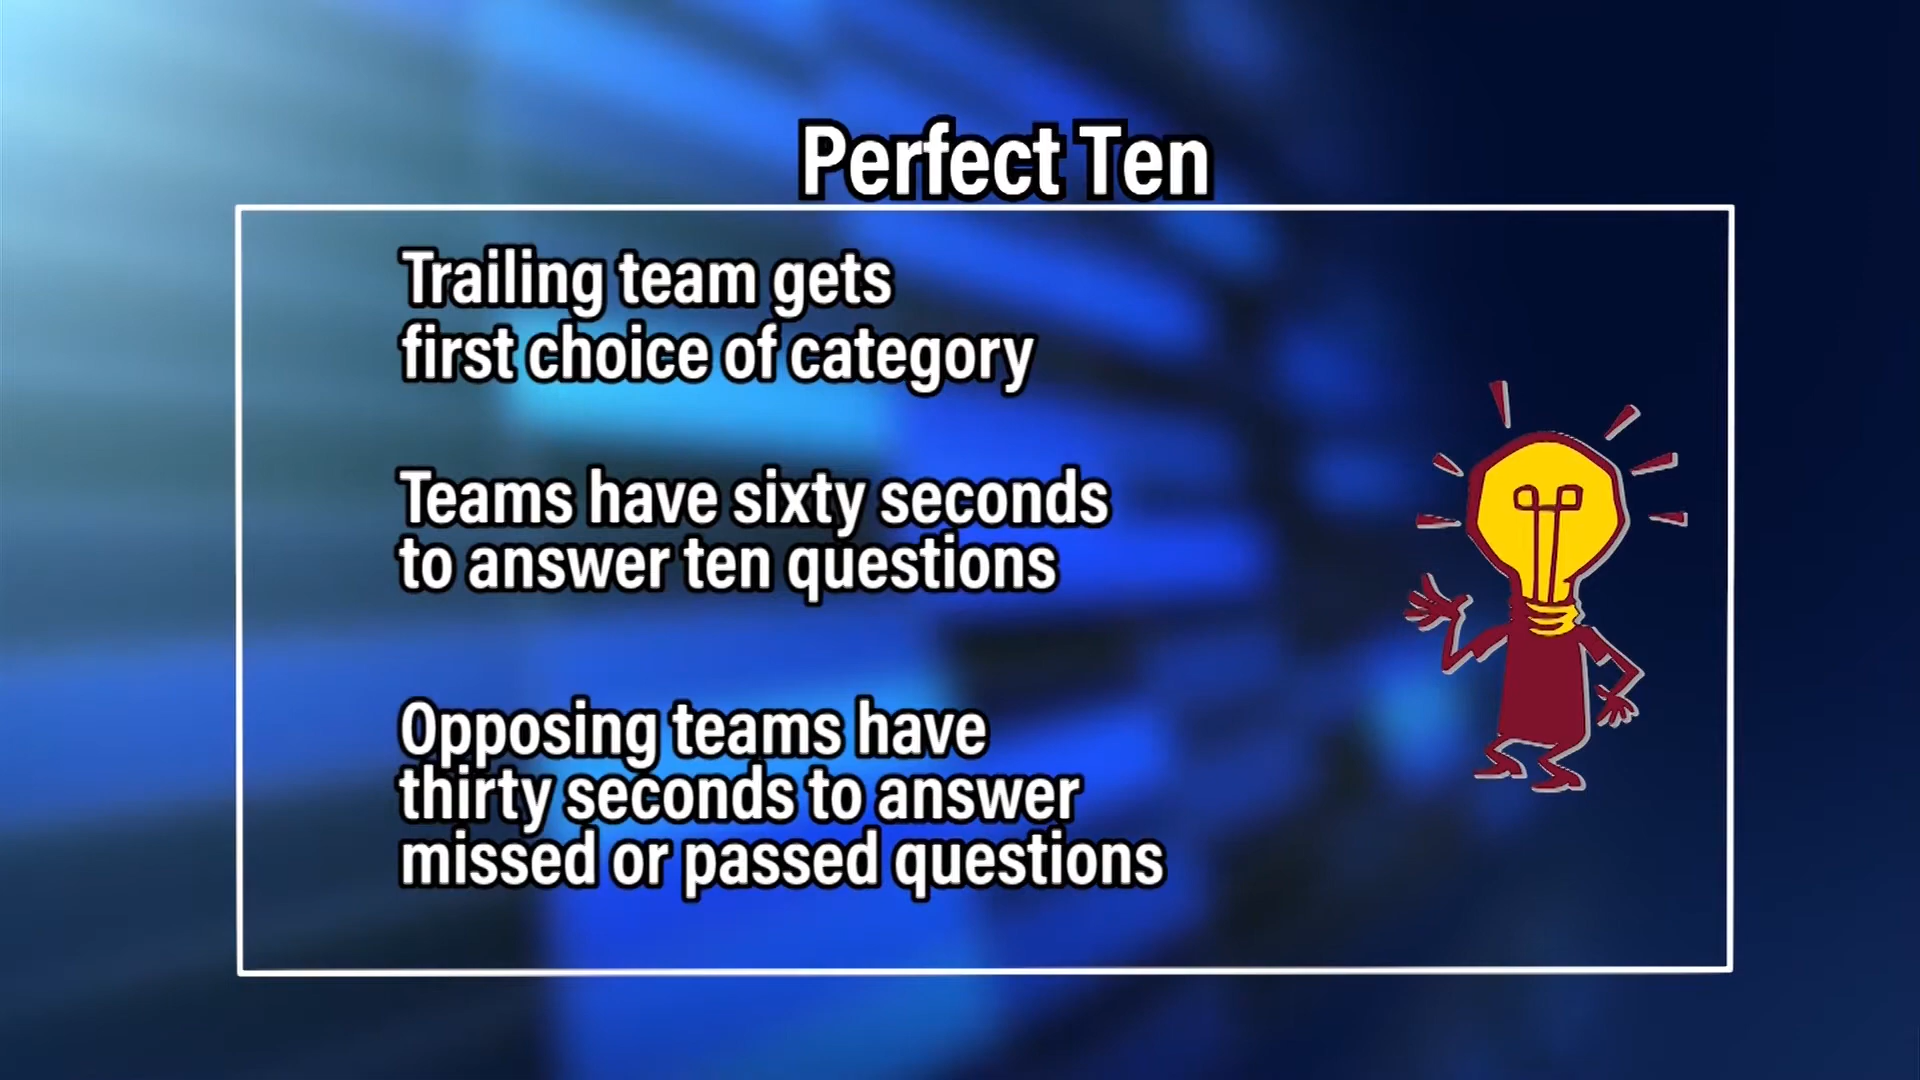 Perfect Ten
Trailing team gets
first choice of category
Teams have sixty seconds
to answer ten questions
Opposing teams have
thirty seconds to answer
missed or passed questions